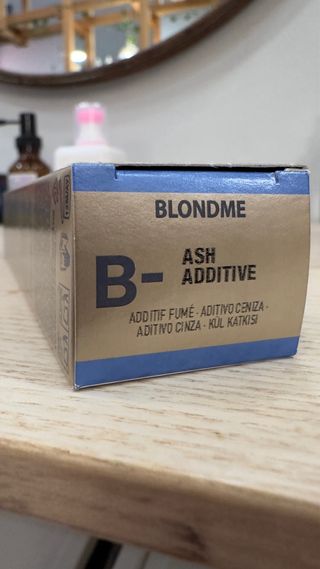 BLONDME
B-
ASH
ADDITIVE
ADDITIF FUMÉ · ADITIVO CENIZA ·
ADITIVO CINZA · KÜL KATKISI